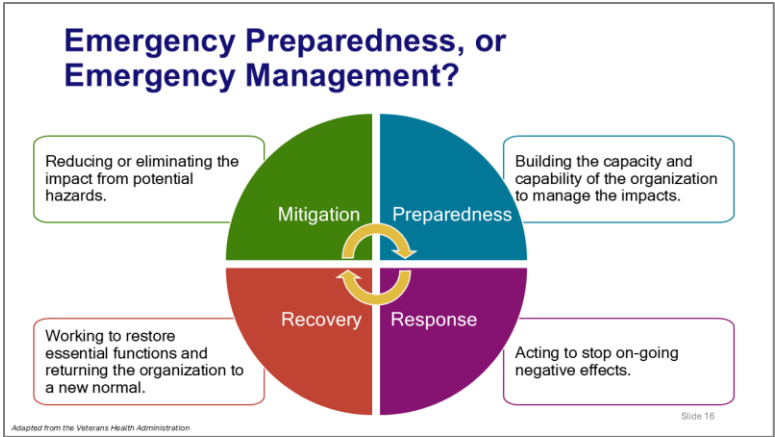 Emergency Preparedness, or
Emergency Management?
Reducing or eliminating the
impact from potential
hazards.
Mitigation
Preparedness
Building the capacity and
capability of the organization
to manage the impacts.
Working to restore
essential functions and
returning the organization to
a new normal.
Recovery
Response
Acting to stop on-going
negative effects.
Slide 16
Adapted from the Veterans Health Administration